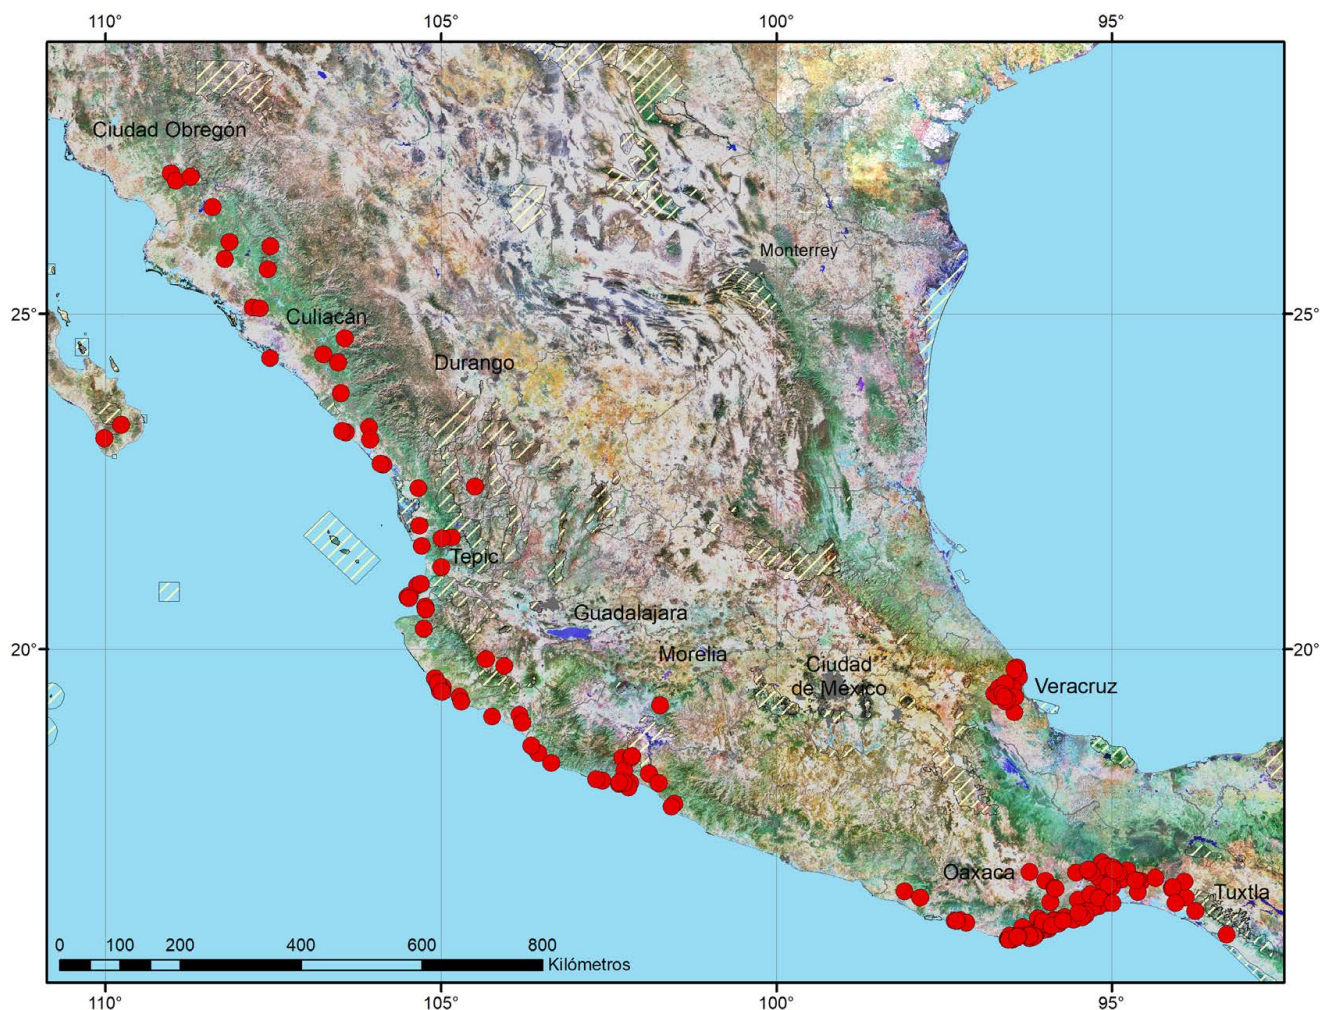 110° 105° 100° 95°
Ciudad Obregón
Monterrey
25° Culiacán 25°
Durango
Tepic
Guadalajara
20° Morelia 20°
Ciudad
de México
Veracruz
Oaxaca
Tuxtla
0 100 200 400 600 800
Kilómetros
110° 105° 100° 95°